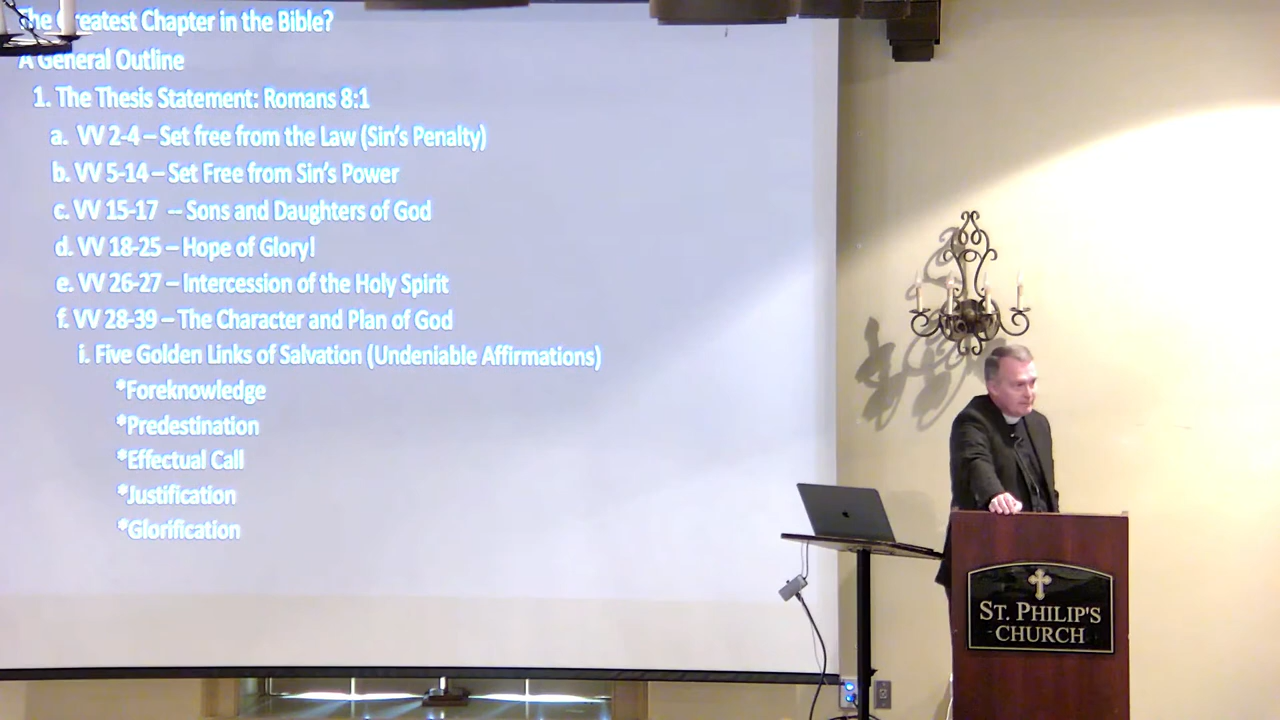 The Greatest Chapter in the Bible?
A General Outline
1. The Thesis Statement: Romans 8:1
a. VV 2-4 – Set free from the Law (Sin's Penalty)
b. VV 5-14 – Set Free from Sin's Power
c. VV 15-17 -- Sons and Daughters of God
d. VV 18-25 – Hope of Glory!
e. VV 26-27 – Intercession of the Holy Spirit
f. VV 28-39 – The Character and Plan of God
i. Five Golden Links of Salvation (Undeniable Affirmations)
*Foreknowledge
*Predestination
*Effectual Call
*Justification
*Glorification
ST. PHILIP'S
CHURCH